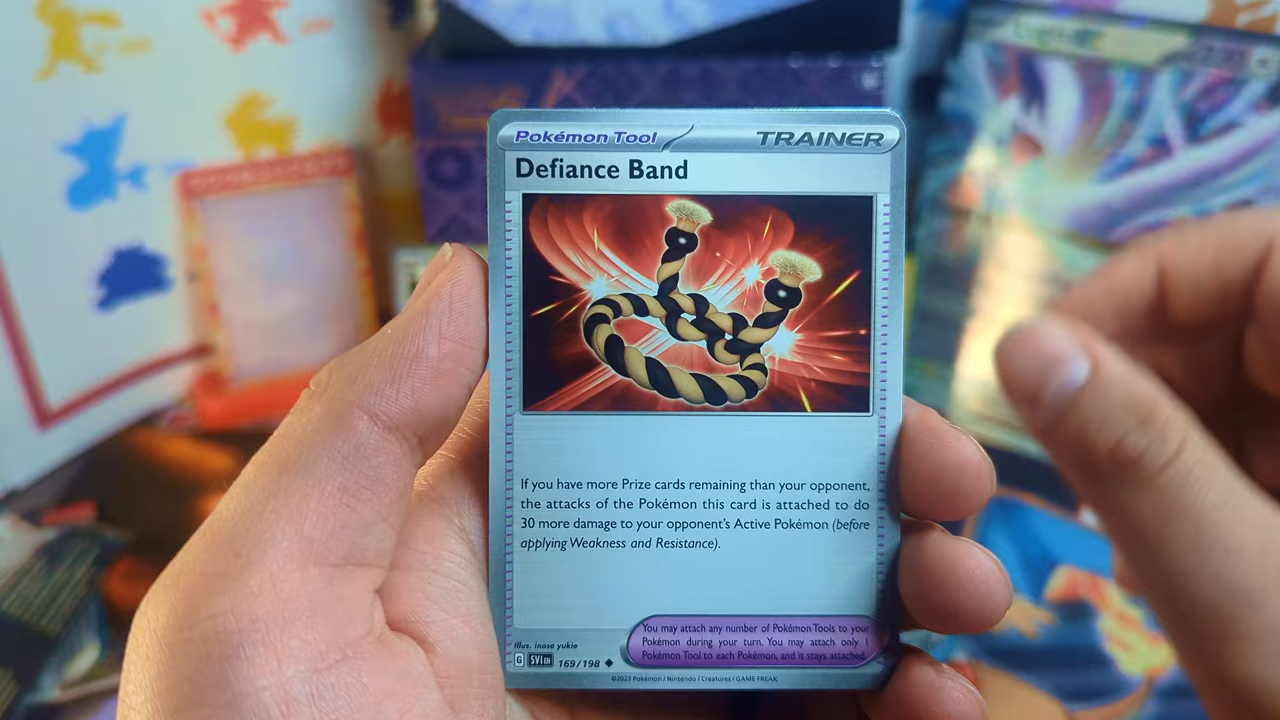 Pokémon Tool
TRAINER
Defiance Band
If you have more Prize cards remaining than your opponent,
the attacks of the Pokémon this card is attached to do
30 more damage to your opponent's Active Pokémon (before
applying Weakness and Resistance).
You may attach any number of Pokémon Tools to your
Pokémon during your turn. You may attach only 1
Pokémon Tool to each Pokémon, and it stays attached.
Illus. inose yukie
G SVI EN 169/198
©2023 Pokémon / Nintendo / Creatures / GAME FREAK